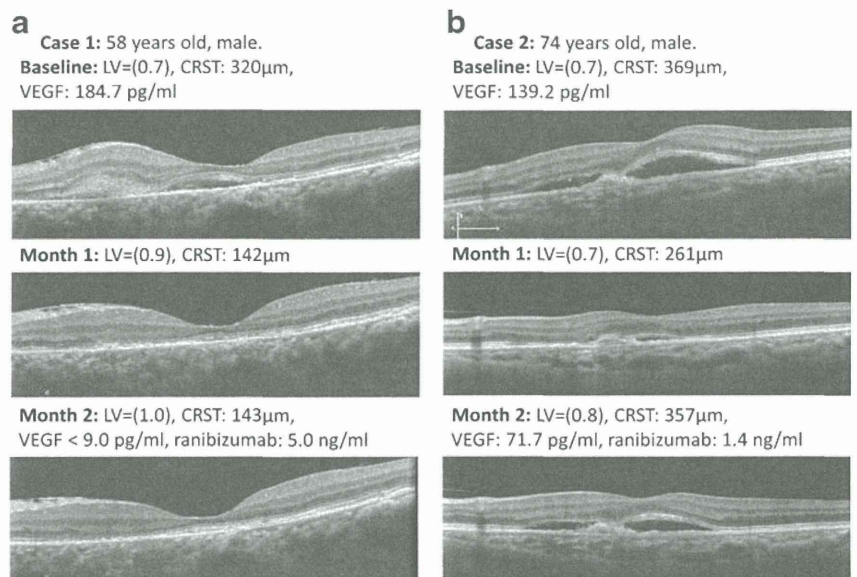 a
Case 1: 58 years old, male.
Baseline: LV=(0.7), CRST: 320μm,
VEGF: 184.7 pg/ml
Month 1: LV=(0.9), CRST: 142μm
Month 2: LV=(1.0), CRST: 143μm,
VEGF < 9.0 pg/ml, ranibizumab: 5.0 ng/ml
b
Case 2: 74 years old, male.
Baseline: LV=(0.7), CRST: 369μm,
VEGF: 139.2 pg/ml
Month 1: LV=(0.7), CRST: 261μm
Month 2: LV=(0.8), CRST: 357μm,
VEGF: 71.7 pg/ml, ranibizumab: 1.4 ng/ml